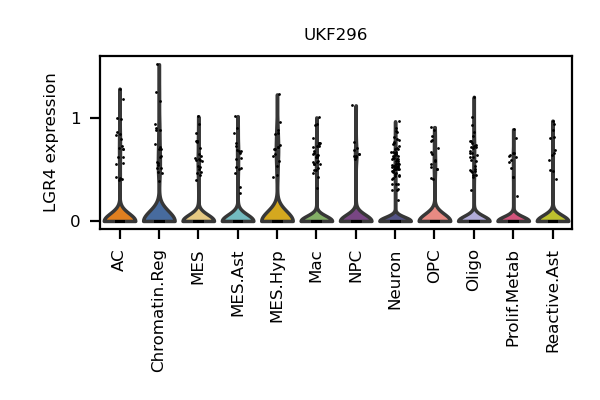 UKF296
LGR4 expression
1
0
AC
Chromatin.Reg
MES
MES.Ast
MES.Hyp
Mac
NPC
Neuron
OPC
Oligo
Prolif.Metab
Reactive.Ast